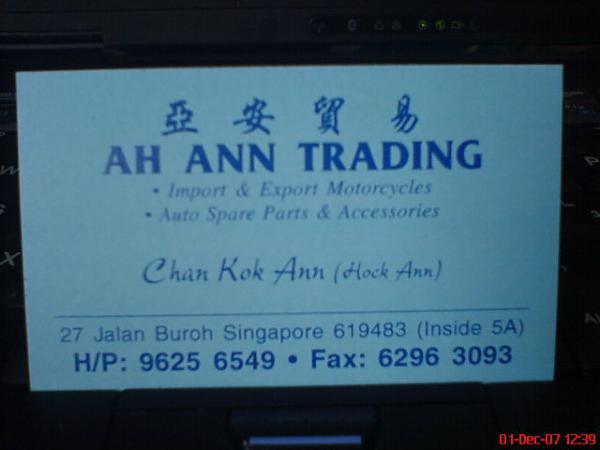 亞安貿易
AH ANN TRADING
• Import & Export Motorcycles
• Auto Spare Parts & Accessories
Chan Kok Ann (Hock Ann)
27 Jalan Buroh Singapore 619483 (Inside 5A)
H/P: 9625 6549 • Fax: 6296 3093
01-Dec-07 12:39